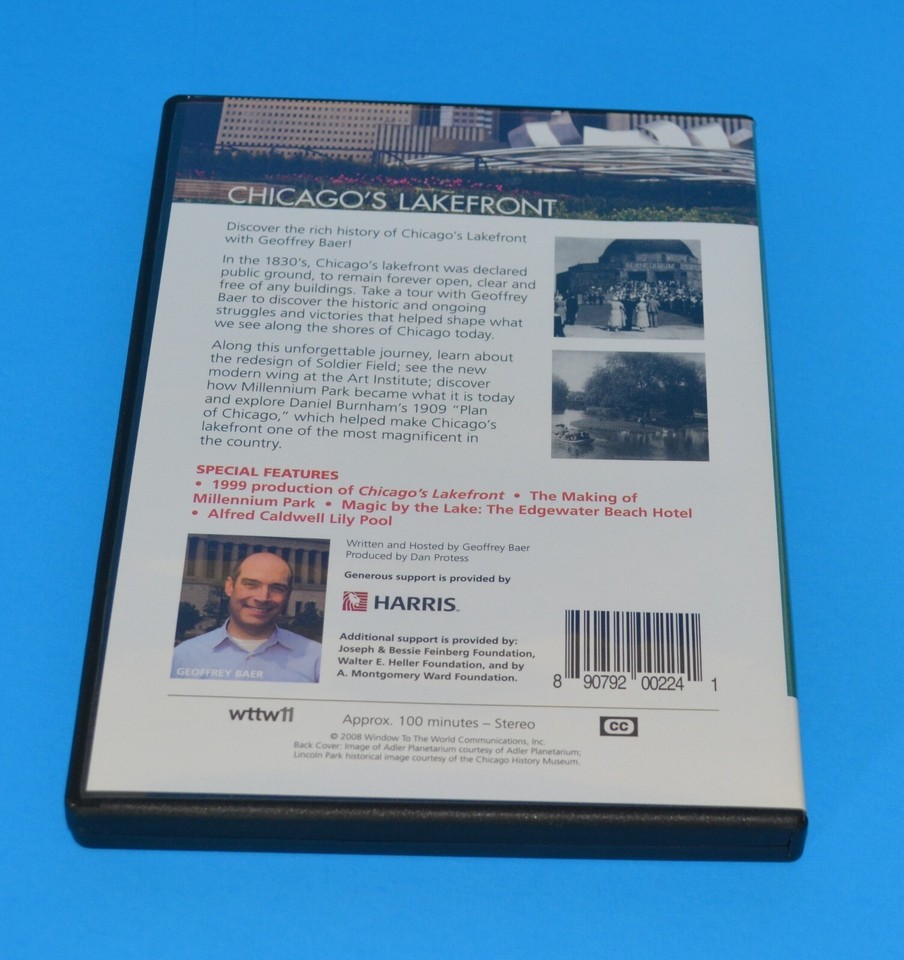 CHICAGO'S LAKEFRONT
Discover the rich history of Chicago's Lakefront
with Geoffrey Baer!
In the 1830's, Chicago's lakefront was declared
public ground, to remain forever open, clear and
free of any buildings. Take a tour with Geoffrey
Baer to discover the historic and ongoing
struggles and victories that helped shape what
we see along the shores of Chicago today.
Along this unforgettable journey, learn about
the redesign of Soldier Field; see the new
modern wing at the Art Institute; discover
how Millennium Park became what it is today
and explore Daniel Burnham's 1909 "Plan
of Chicago," which helped make Chicago's
lakefront one of the most magnificent in
the country.
SPECIAL FEATURES
• 1999 production of Chicago's Lakefront • The Making of
Millennium Park • Magic by the Lake: The Edgewater Beach Hotel
• Alfred Caldwell Lily Pool
GEOFFREY BAER
Written and Hosted by Geoffrey Baer
Produced by Dan Protess
Generous support is provided by
HARRIS.
Additional support is provided by:
Joseph & Bessie Feinberg Foundation,
Walter E. Heller Foundation, and by
A. Montgomery Ward Foundation.
8 90792 00224 1
wttw11
Approx. 100 minutes – Stereo
CC
© 2008 Window To The World Communications, Inc.
Back Cover: Image of Adler Planetarium courtesy of Adler Planetarium;
Lincoln Park historical image courtesy of the Chicago History Museum.